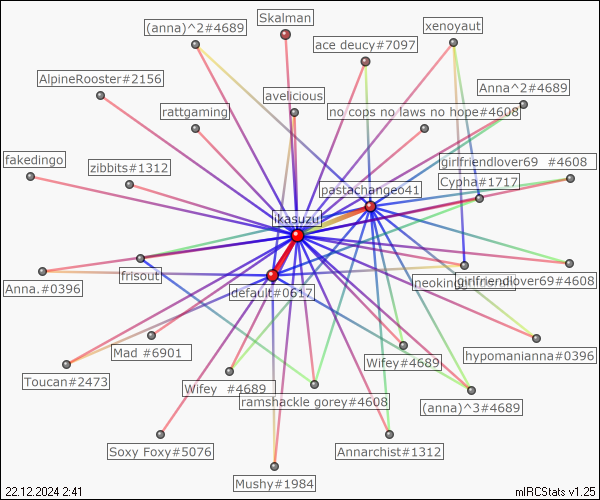 Skalman
(anna)^2#4689
xenoyaut
ace deucy#7097
AlpineRooster#2156
Anna^2#4689
avelicious
rattgaming
no cops no laws no hope#4608
fakedingo
zibbits#1312
girlfriendlover69 #4608
Cypha#1717
pastachangeo41
ikasuzu
frisout
Anna.#0396
girlfriendlover69#4608
default#0617
Mad #6901
hypomanianna#0396
Wifey#4689
Toucan#2473
Wifey #4689
ramshackle gorey#4608
(anna)^3#4689
Soxy Foxy#5076
Annarchist#1312
Mushy#1984
22.12.2024 2:41
mIRCStats v1.25